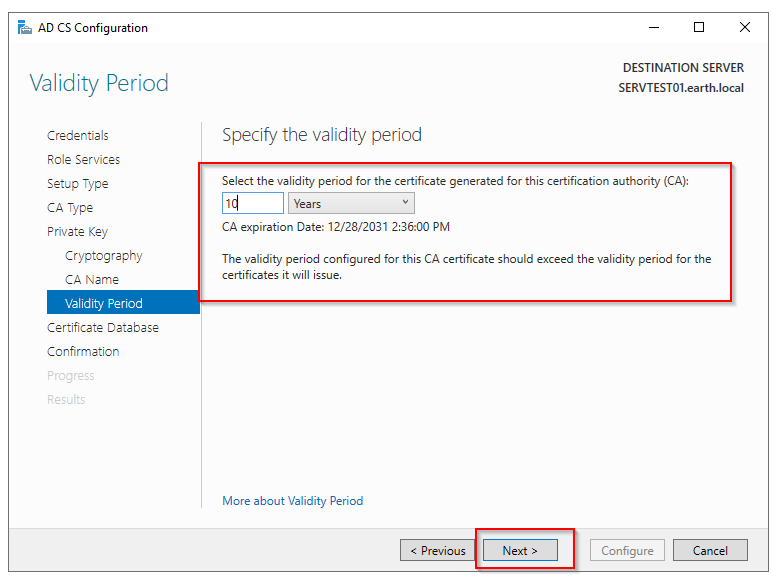 AD CS Configuration
Validity Period
DESTINATION SERVER
SERVTEST01.earth.local
Credentials
Role Services
Setup Type
CA Type
Private Key
Cryptography
CA Name
Validity Period
Certificate Database
Confirmation
Progress
Results
Specify the validity period
Select the validity period for the certificate generated for this certification authority (CA):
10 Years
CA expiration Date: 12/28/2031 2:36:00 PM
The validity period configured for this CA certificate should exceed the validity period for the
certificates it will issue.
More about Validity Period
< Previous Next > Configure Cancel